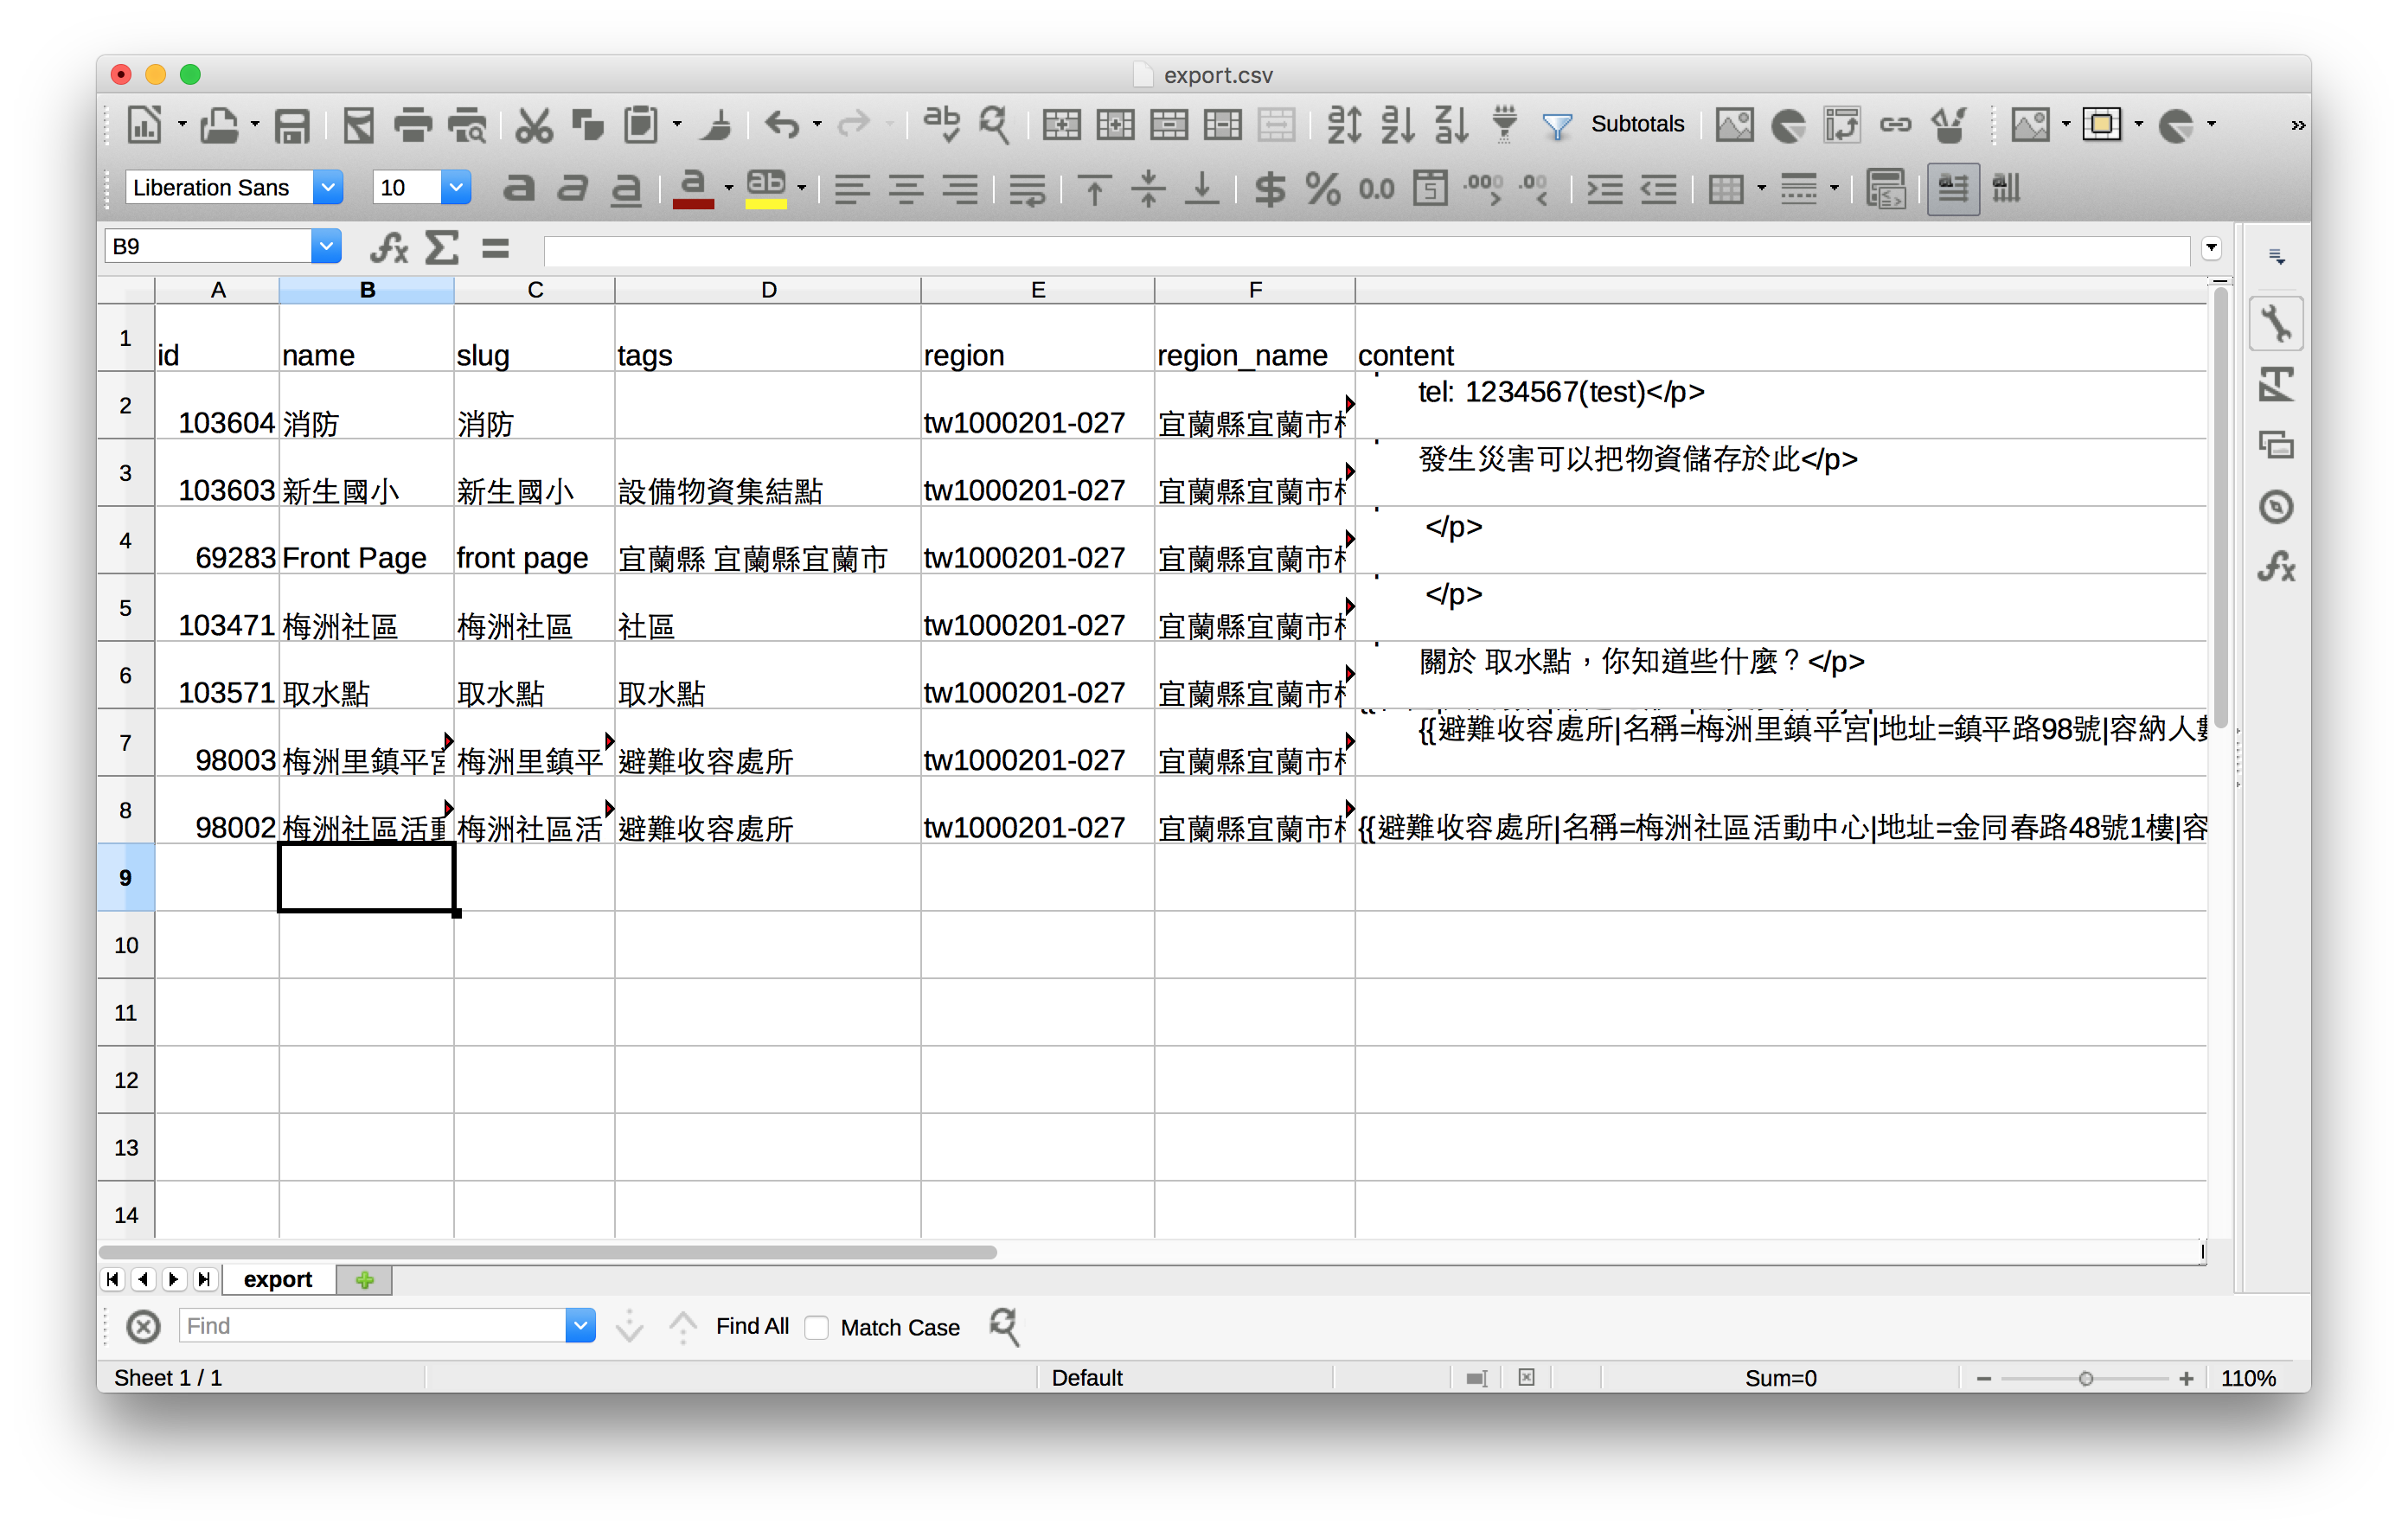 export.csv
Subtotals
Liberation Sans 10
B9
A B C D E F
1 id name slug tags region region_name content
2 103604 消防 消防 tw1000201-027 宜蘭縣宜蘭市 tel: 1234567(test)</p>
3 103603 新生國小 新生國小 設備物資集結點 tw1000201-027 宜蘭縣宜蘭市 發生災害可以把物資儲存於此</p>
4 69283 Front Page front page 宜蘭縣 宜蘭縣宜蘭市 tw1000201-027 宜蘭縣宜蘭市 </p>
5 103471 梅洲社區 梅洲社區 社區 tw1000201-027 宜蘭縣宜蘭市 </p>
6 103571 取水點 取水點 取水點 tw1000201-027 宜蘭縣宜蘭市 關於 取水點，你知道些什麼？</p>
7 98003 梅洲里鎮平宮 梅洲里鎮平 避難收容處所 tw1000201-027 宜蘭縣宜蘭市 {{避難收容處所|名稱=梅洲里鎮平宮|地址=鎮平路98號|容納人數
8 98002 梅洲社區活動 梅洲社區活 避難收容處所 tw1000201-027 宜蘭縣宜蘭市 {{避難收容處所|名稱=梅洲社區活動中心|地址=金同春路48號1樓|容
9
10
11
12
13
14
export
Find Find All Match Case
Sheet 1 / 1 Default Sum=0 110%